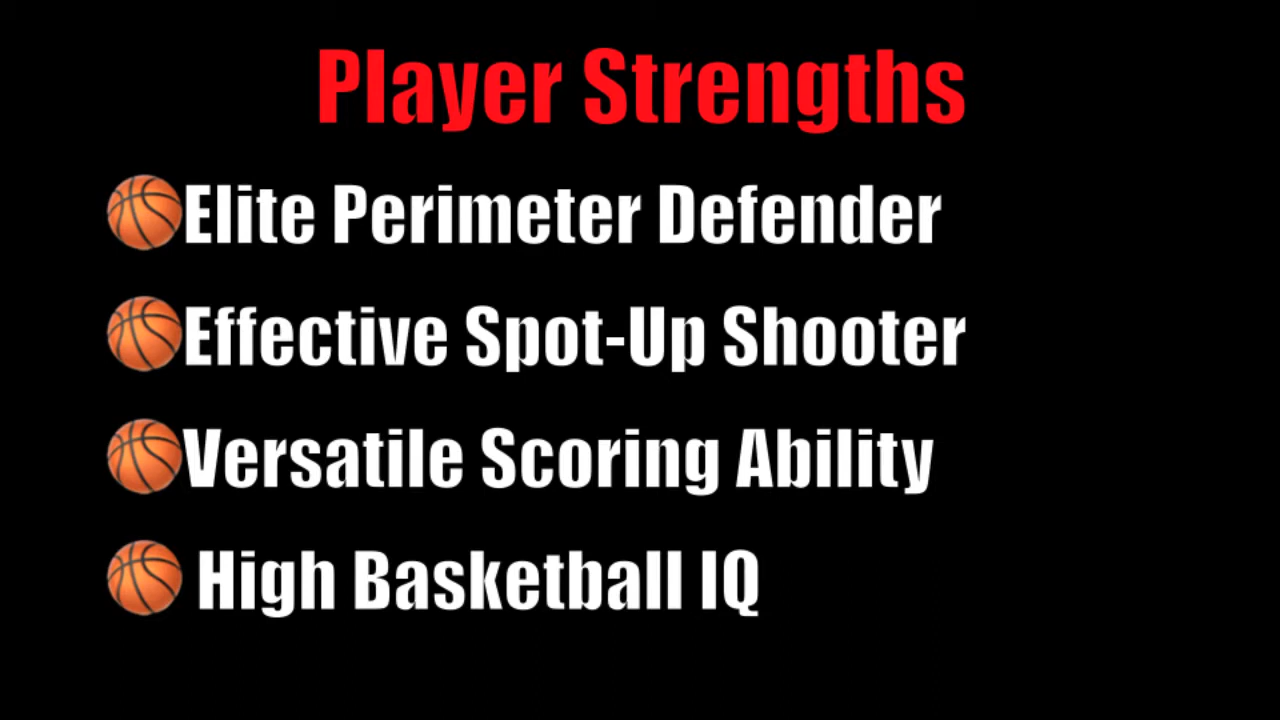 Player Strengths
Elite Perimeter Defender
Effective Spot-Up Shooter
Versatile Scoring Ability
High Basketball IQ